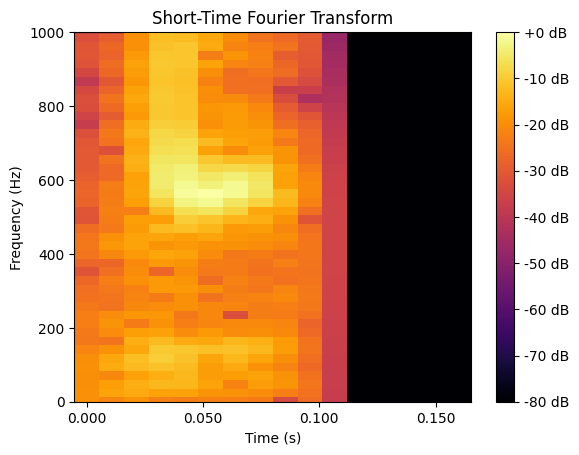 Short-Time Fourier Transform
1000
800
600
400
200
0
Frequency (Hz)
0.000
0.050
0.100
0.150
Time (s)
+0 dB
-10 dB
-20 dB
-30 dB
-40 dB
-50 dB
-60 dB
-70 dB
-80 dB